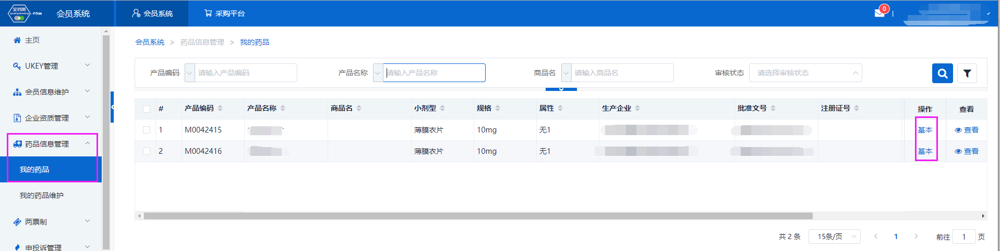 全药网
quanyaowang
.COM
会员系统
会员系统
采购平台
0
主页
UKEY管理
会员信息维护
企业资质管理
药品信息管理
我的药品
我的药品维护
两票制
申投诉管理
会员系统 > 药品信息管理 > 我的药品
产品编码 请输入产品编码 产品名称 请输入产品名称 商品名 请输入商品名 审核状态 请选择审核状态
# 产品编码 产品名称 商品名 小剂型 规格 属性 生产企业 批准文号 注册证号 操作 查看
1 M0042415 薄膜衣片 10mg 无1 基本 查看
2 M0042416 薄膜衣片 10mg 无1 基本 查看
共 2 条 15条/页 < 1 > 前往 1 页